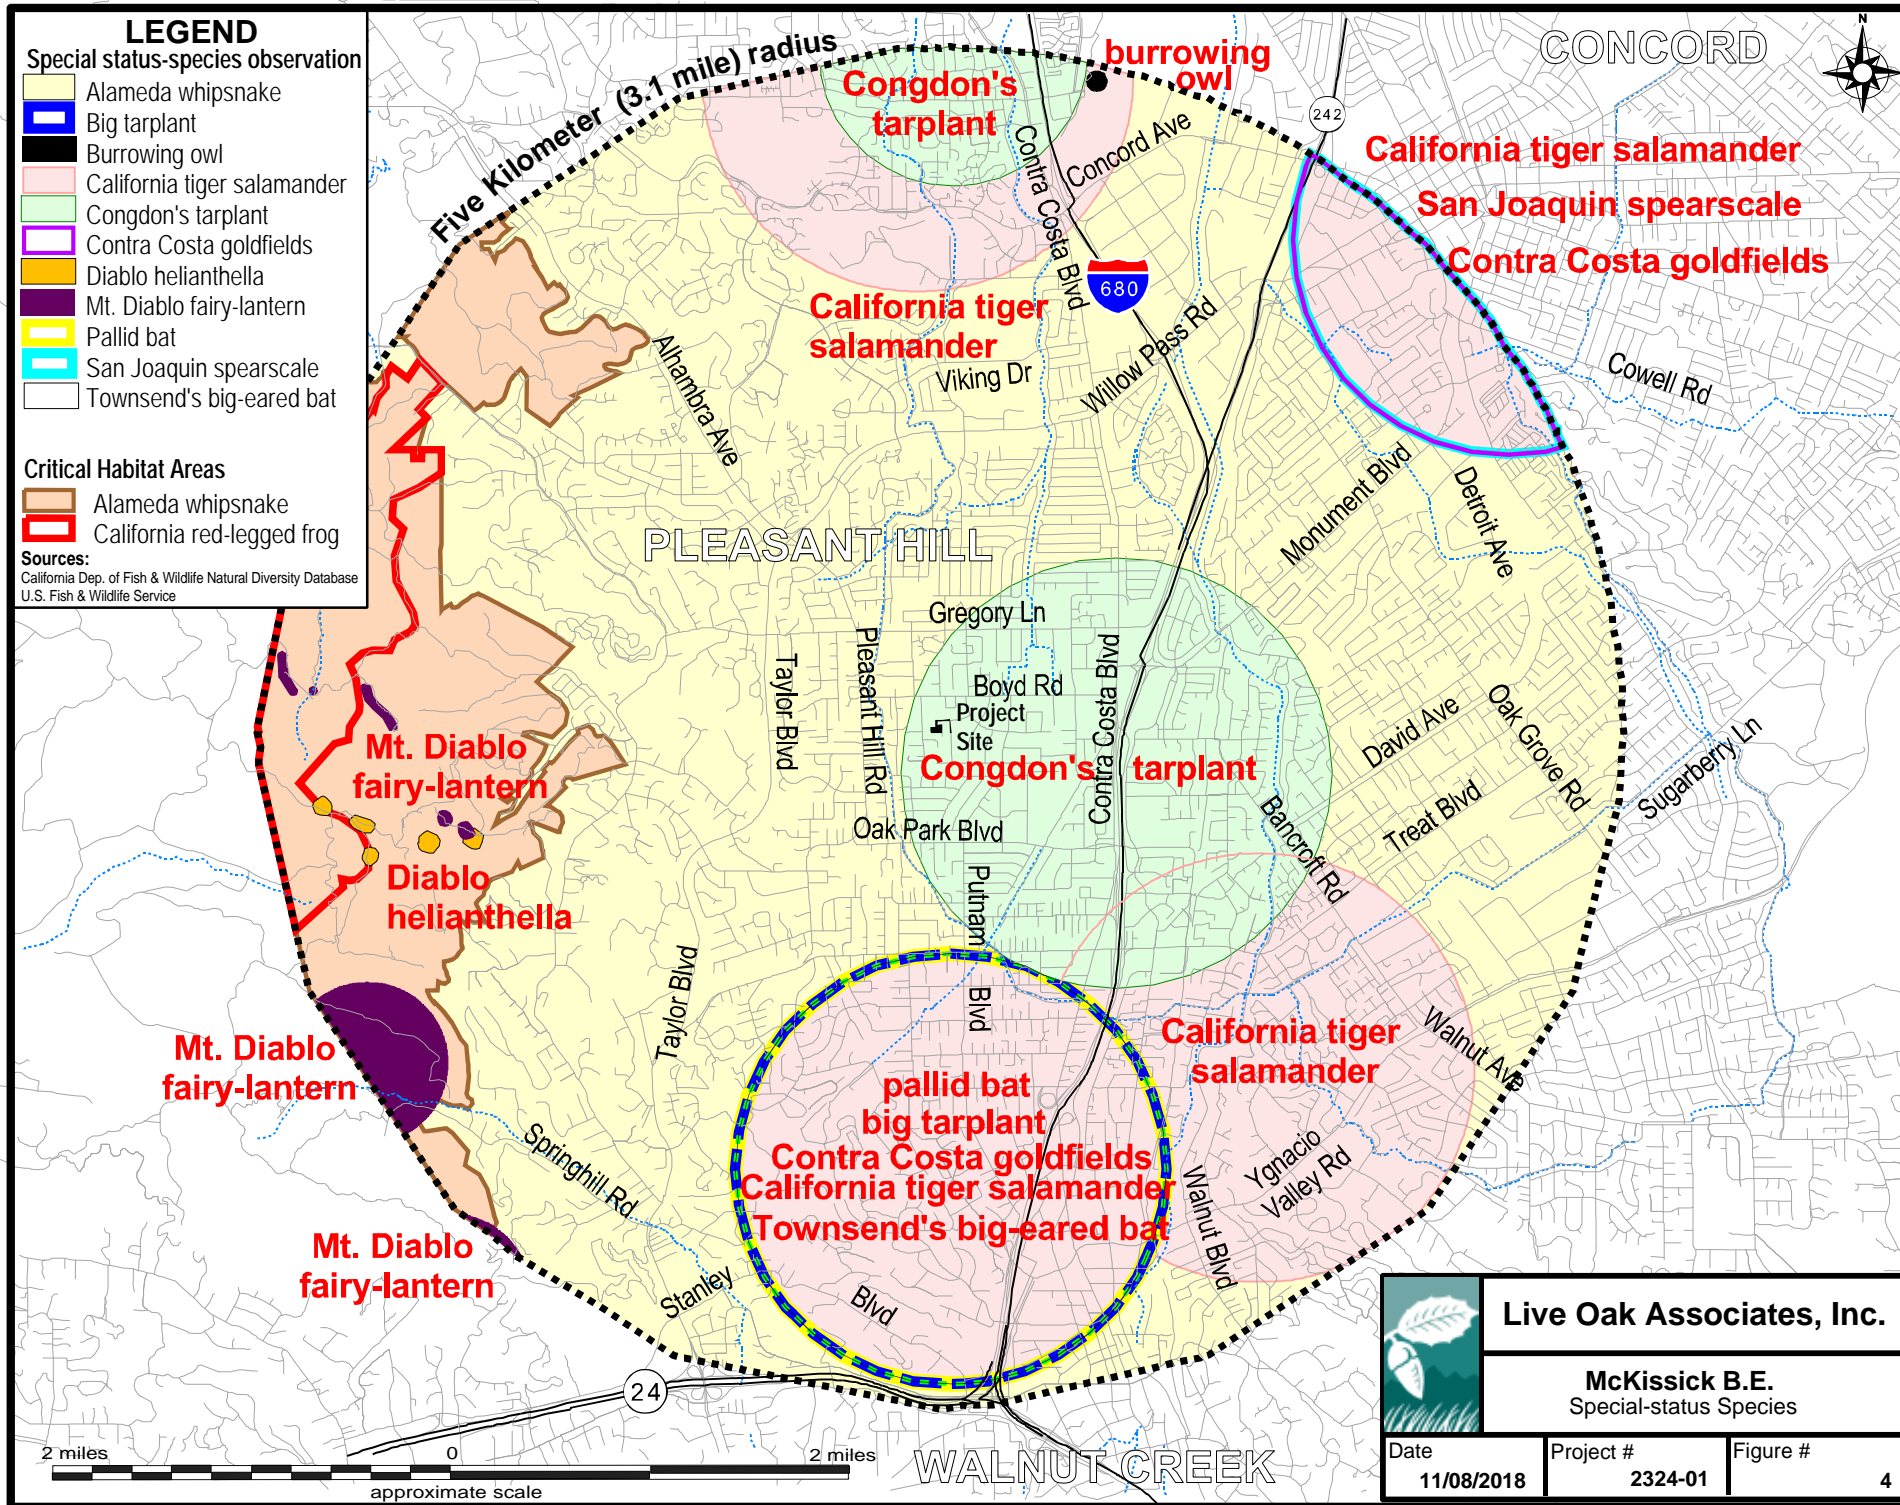 LEGEND
Special status-species observation
Alameda whipsnake
Big tarplant
Burrowing owl
California tiger salamander
Congdon's tarplant
Contra Costa goldfields
Diablo helianthella
Mt. Diablo fairy-lantern
Pallid bat
San Joaquin spearscale
Townsend's big-eared bat
Critical Habitat Areas
Alameda whipsnake
California red-legged frog
Sources:
California Dep. of Fish & Wildlife Natural Diversity Database
U.S. Fish & Wildlife Service
Five Kilometer (3.1 mile) radius
Congdon's
tarplant
burrowing
owl
CONCORD
N
242
Contra Costa Blvd
Concord Ave
California tiger salamander
San Joaquin spearscale
Contra Costa goldfields
680
California tiger
salamander
Alhambra Ave
Viking Dr
Willow Pass Rd
Cowell Rd
Monument Blvd
Detroit Ave
PLEASANT HILL
Gregory Ln
Taylor Blvd
Pleasant Hill Rd
Boyd Rd
Project
Site
Contra Costa Blvd
Congdon's tarplant
David Ave
Oak Grove Rd
Sugarberry Ln
Treat Blvd
Bancroft Rd
Oak Park Blvd
Mt. Diablo
fairy-lantern
Diablo
helianthella
Putnam
Blvd
Taylor Blvd
Mt. Diablo
fairy-lantern
California tiger
salamander
Walnut Ave
pallid bat
big tarplant
Contra Costa goldfields
California tiger salamander
Townsend's big-eared bat
Springhill Rd
Ygnacio
Valley Rd
Walnut Blvd
Mt. Diablo
fairy-lantern
Stanley
Blvd
24
WALNUT CREEK
2 miles
0
2 miles
approximate scale
Live Oak Associates, Inc.
McKissick B.E.
Special-status Species
Date
11/08/2018
Project #
2324-01
Figure #
4